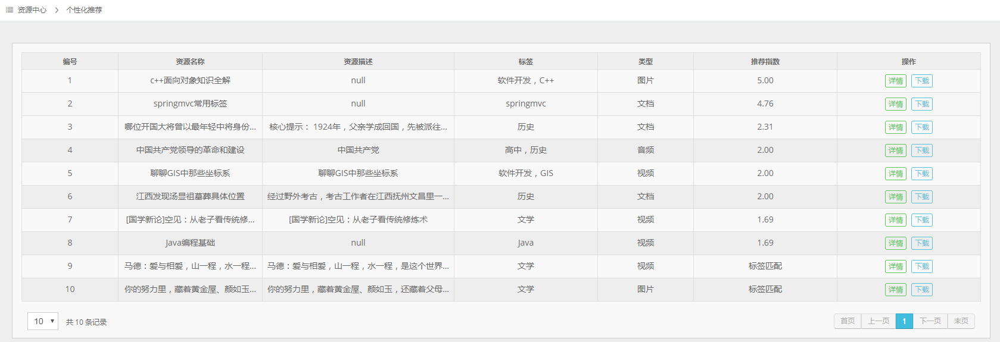 资源中心 > 个性化推荐
编号 资源名称 资源描述 标签 类型 推荐指数 操作
1 c++面向对象知识全解 null 软件开发，C++ 图片 5.00 详情 下载
2 springmvc常用标签 null springmvc 文档 4.76 详情 下载
3 哪位开国大将曾以最年轻中将身份... 核心提示： 1924年，父亲学成回国，先被派往... 历史 文档 2.31 详情 下载
4 中国共产党领导的革命和建设 中国共产党 高中，历史 音频 2.00 详情 下载
5 聊聊GIS中那些坐标系 聊聊GIS中那些坐标系 软件开发，GIS 视频 2.00 详情 下载
6 江西发现汤显祖墓葬具体位置 经过野外考古，考古工作者在江西抚州文昌里一... 历史 文档 2.00 详情 下载
7 [国学新论]空见：从老子看传统修... [国学新论]空见：从老子看传统修炼术 文学 视频 1.69 详情 下载
8 Java编程基础 null Java 视频 1.69 详情 下载
9 马德：爱与相爱，山一程，水一程... 马德：爱与相爱，山一程，水一程，是这个世界... 文学 视频 标签匹配 详情 下载
10 你的努力里，藏着黄金屋、颜如玉... 你的努力里，藏着黄金屋、颜如玉，还藏着父母... 文学 图片 标签匹配 详情 下载
10 共 10 条记录 首页 上一页 1 下一页 末页